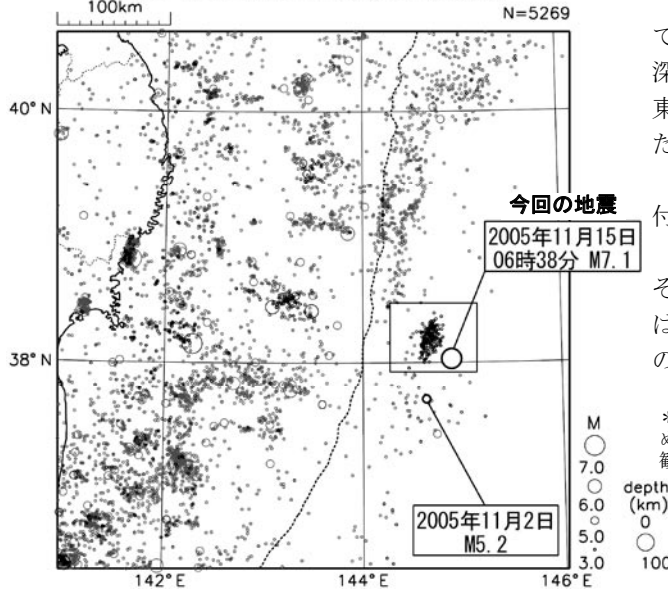 100km
N=5269
40°N
38°N
142°E
144°E
146°E
今回の地震
2005年11月15日
06時38分 M7.1
2005年11月2日
M5.2
M
7.0
6.0
5.0
3.0
depth
(km)
0
100
て
深
東
た
付
そ
は
の